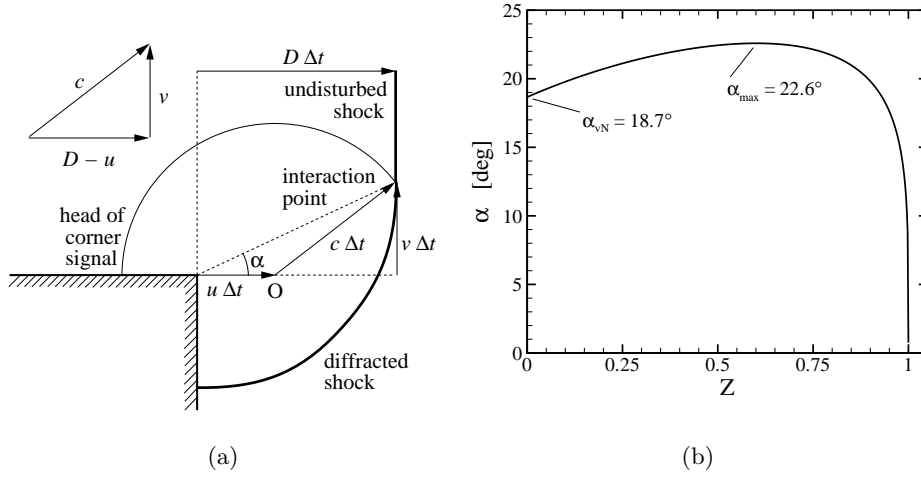 D Δt
undisturbed
shock
c
v
D − u
interaction
point
head of
corner
signal
α
c Δt
v Δt
u Δt
O
diffracted
shock
(a)
25
20
15
10
5
0
α [deg]
α_max = 22.6°
α_vN = 18.7°
0 0.25 0.5 0.75 1
Z
(b)